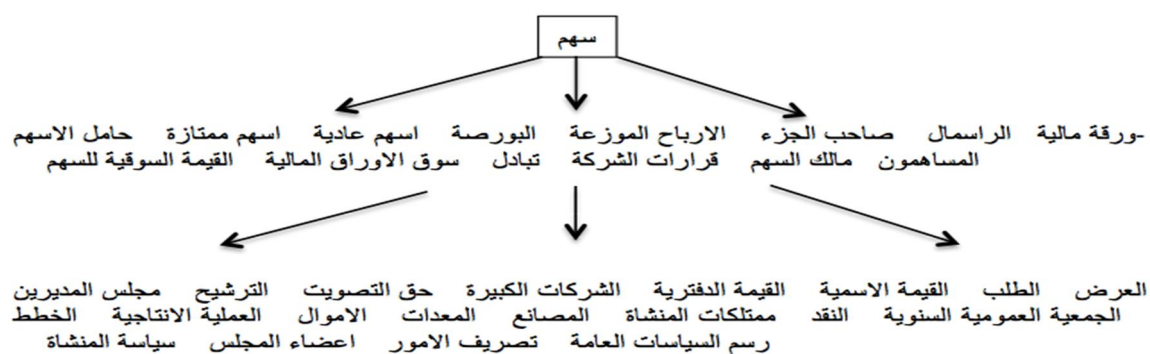 سهم
-ورقة مالية الراسمال صاحب الجزء الارباح الموزعة البورصة اسهم عادية اسهم ممتازة حامل الاسهم
المساهمون مالك السهم قرارات الشركة تبادل سوق الاوراق المالية القيمة السوقية للسهم
العرض الطلب القيمة الاسمية القيمة الدفترية الشركات الكبيرة حق التصويت الترشيح مجلس المديرين
الجمعية العمومية السنوية النقد ممتلكات المنشاة المصانع المعدات الاموال العملية الانتاجية الخطط
رسم السياسات العامة تصريف الامور اعضاء المجلس سياسة المنشاة